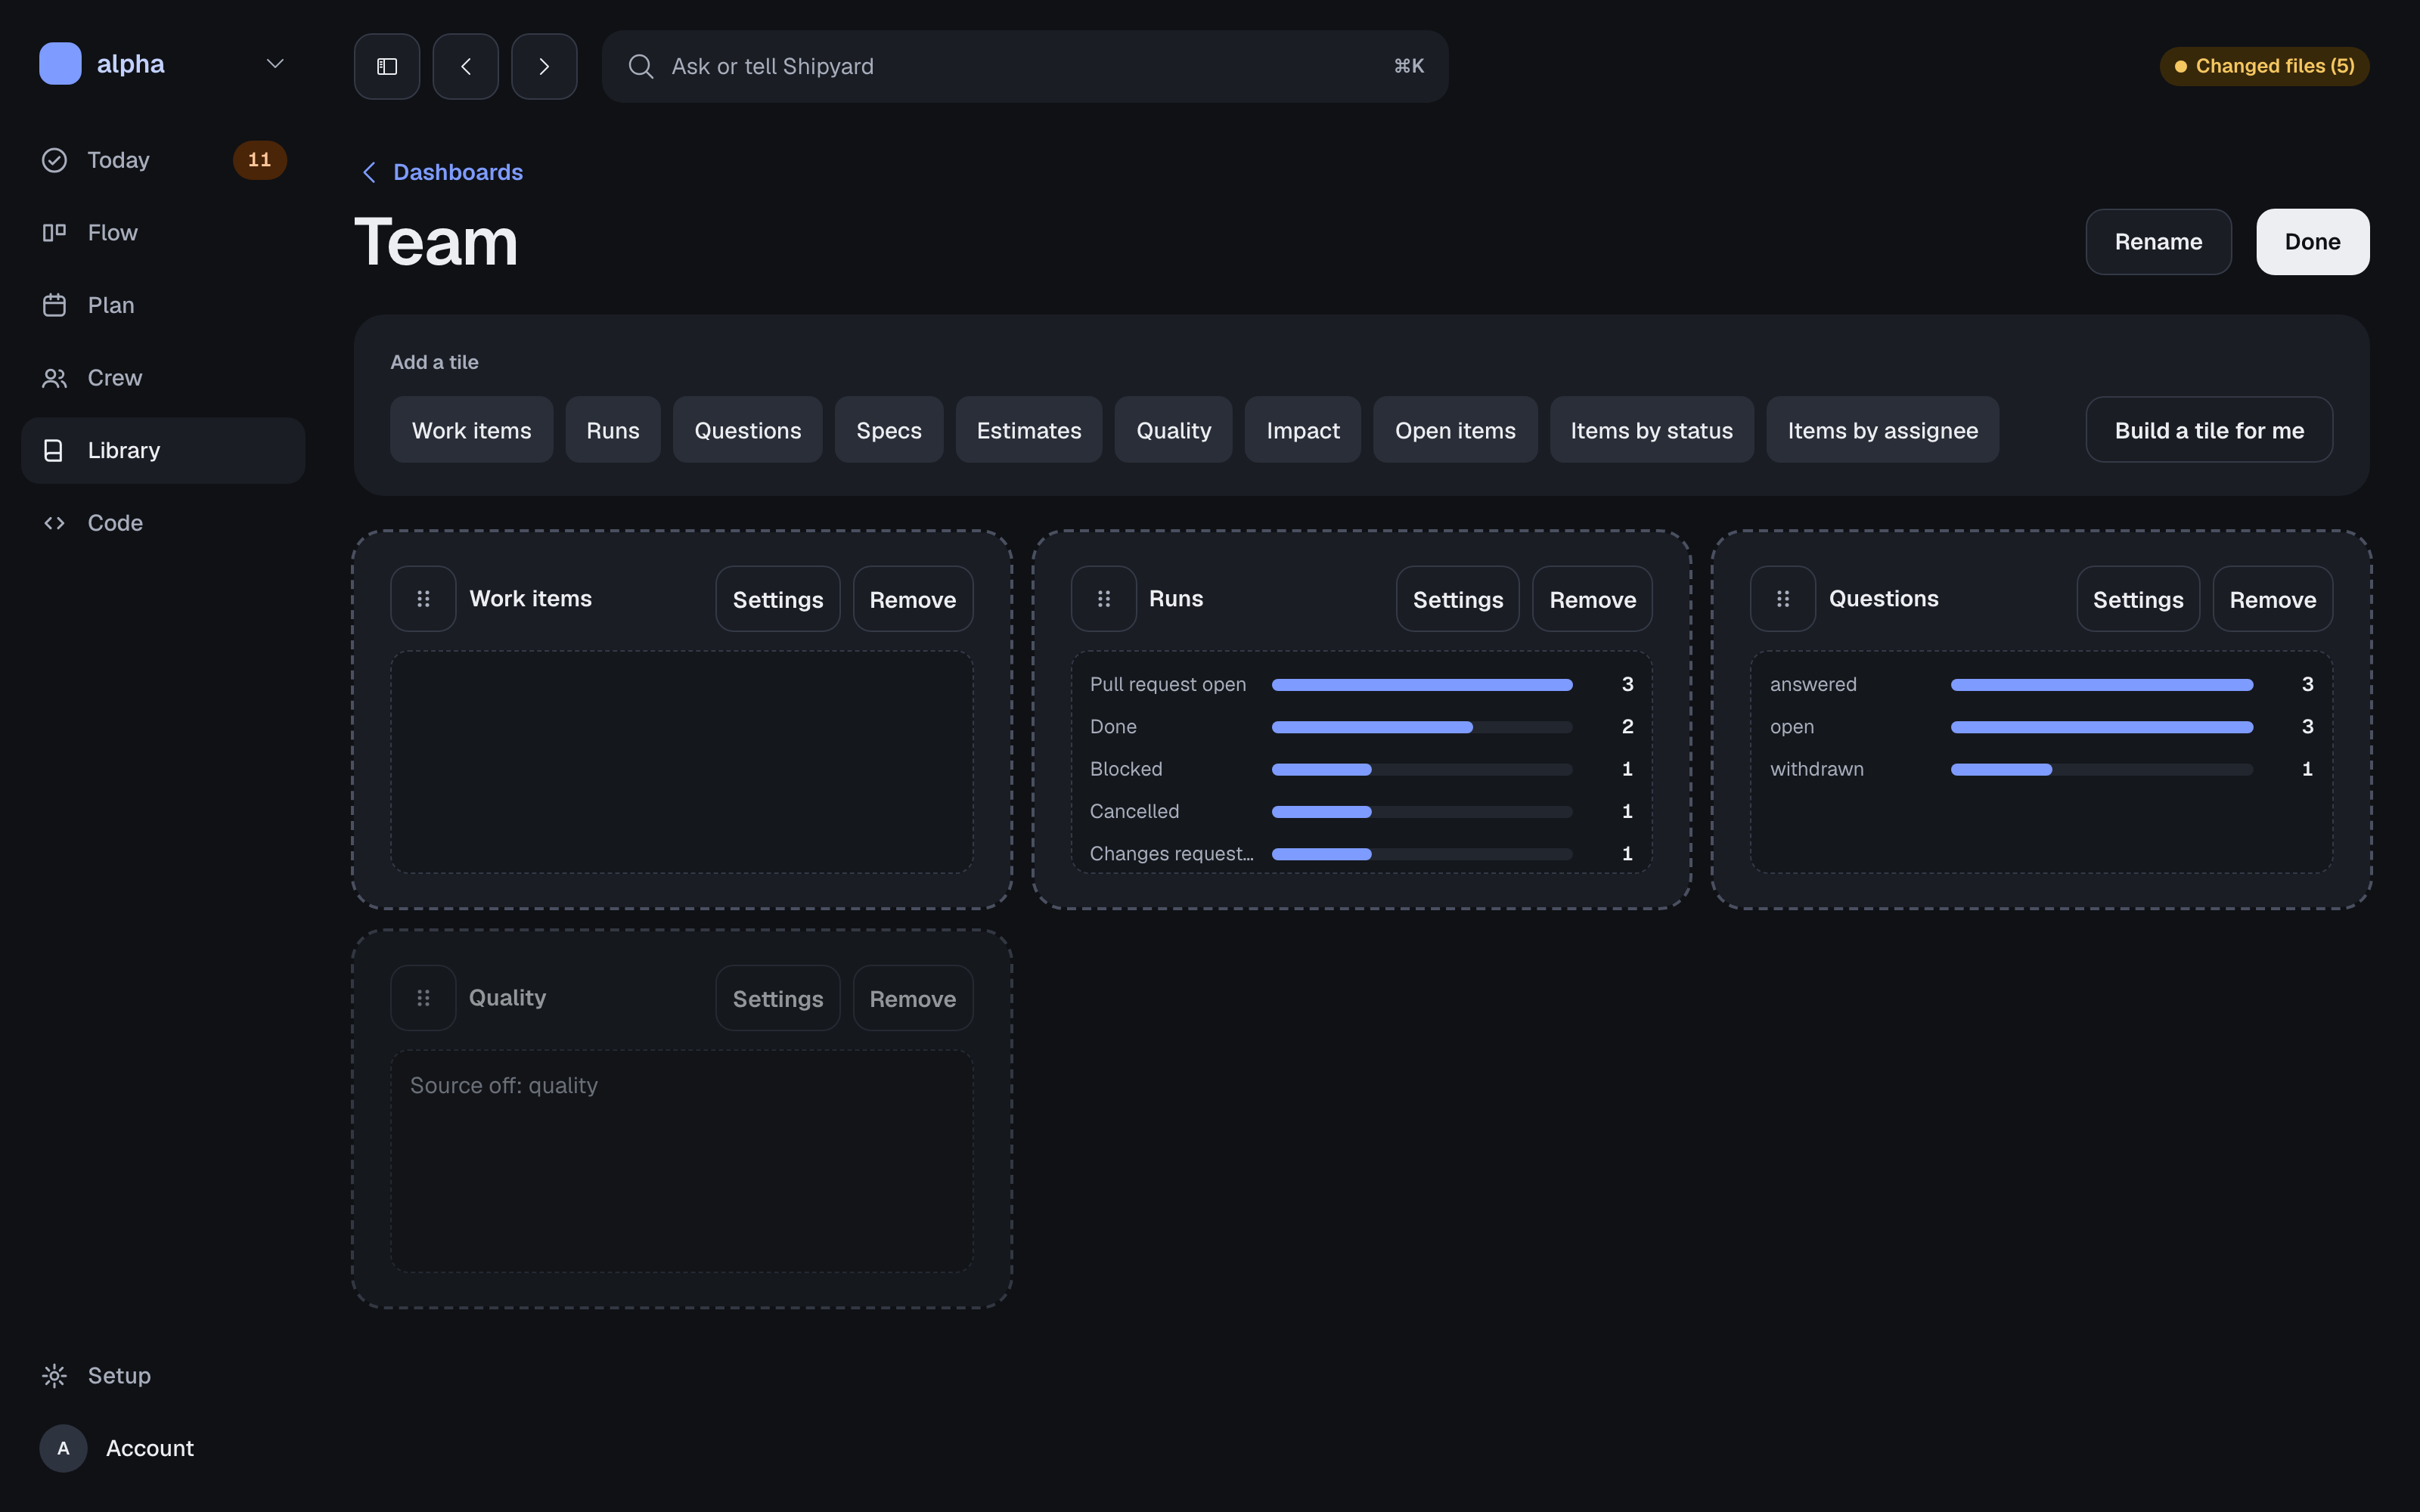 alpha
Ask or tell Shipyard
⌘K
Changed files (5)
Today
11
Flow
Plan
Crew
Library
Code
Setup
A
Account
Dashboards
Team
Rename
Done
Add a tile
Work items
Runs
Questions
Specs
Estimates
Quality
Impact
Open items
Items by status
Items by assignee
Build a tile for me
Work items
Settings
Remove
Runs
Settings
Remove
Pull request open 3
Done 2
Blocked 1
Cancelled 1
Changes request... 1
Questions
Settings
Remove
answered 3
open 3
withdrawn 1
Quality
Settings
Remove
Source off: quality